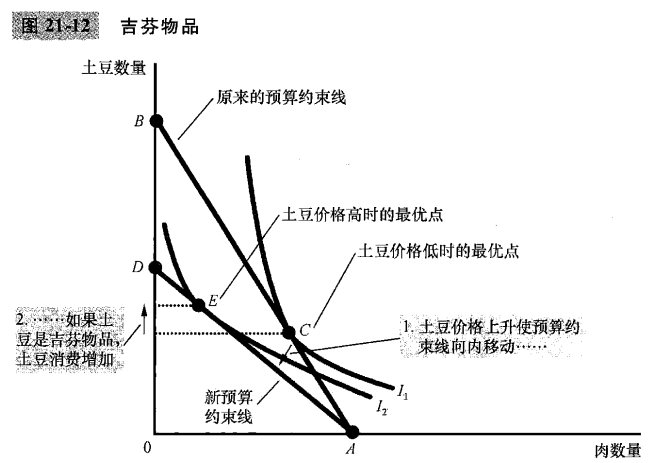 图 21-12 吉芬物品
土豆数量
原来的预算约束线
B
土豆价格高时的最优点
土豆价格低时的最优点
D
E
C
2. ……如果土
豆是吉芬物品,
土豆消费增加
1. 土豆价格上升使预算约
束线向内移动……
新预算
约束线
I₁
I₂
0
A
肉数量